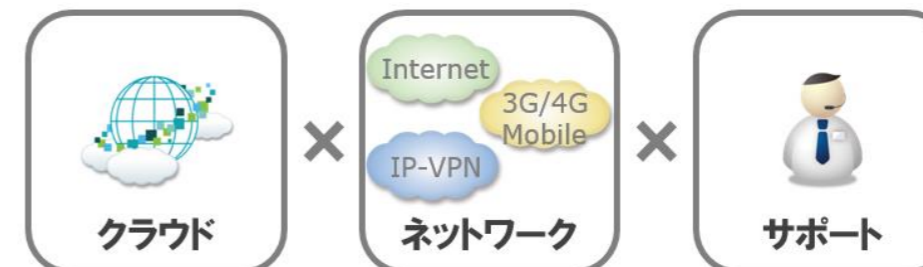 Internet
3G/4G
Mobile
IP-VPN
×
×
クラウド
ネットワーク
サポート